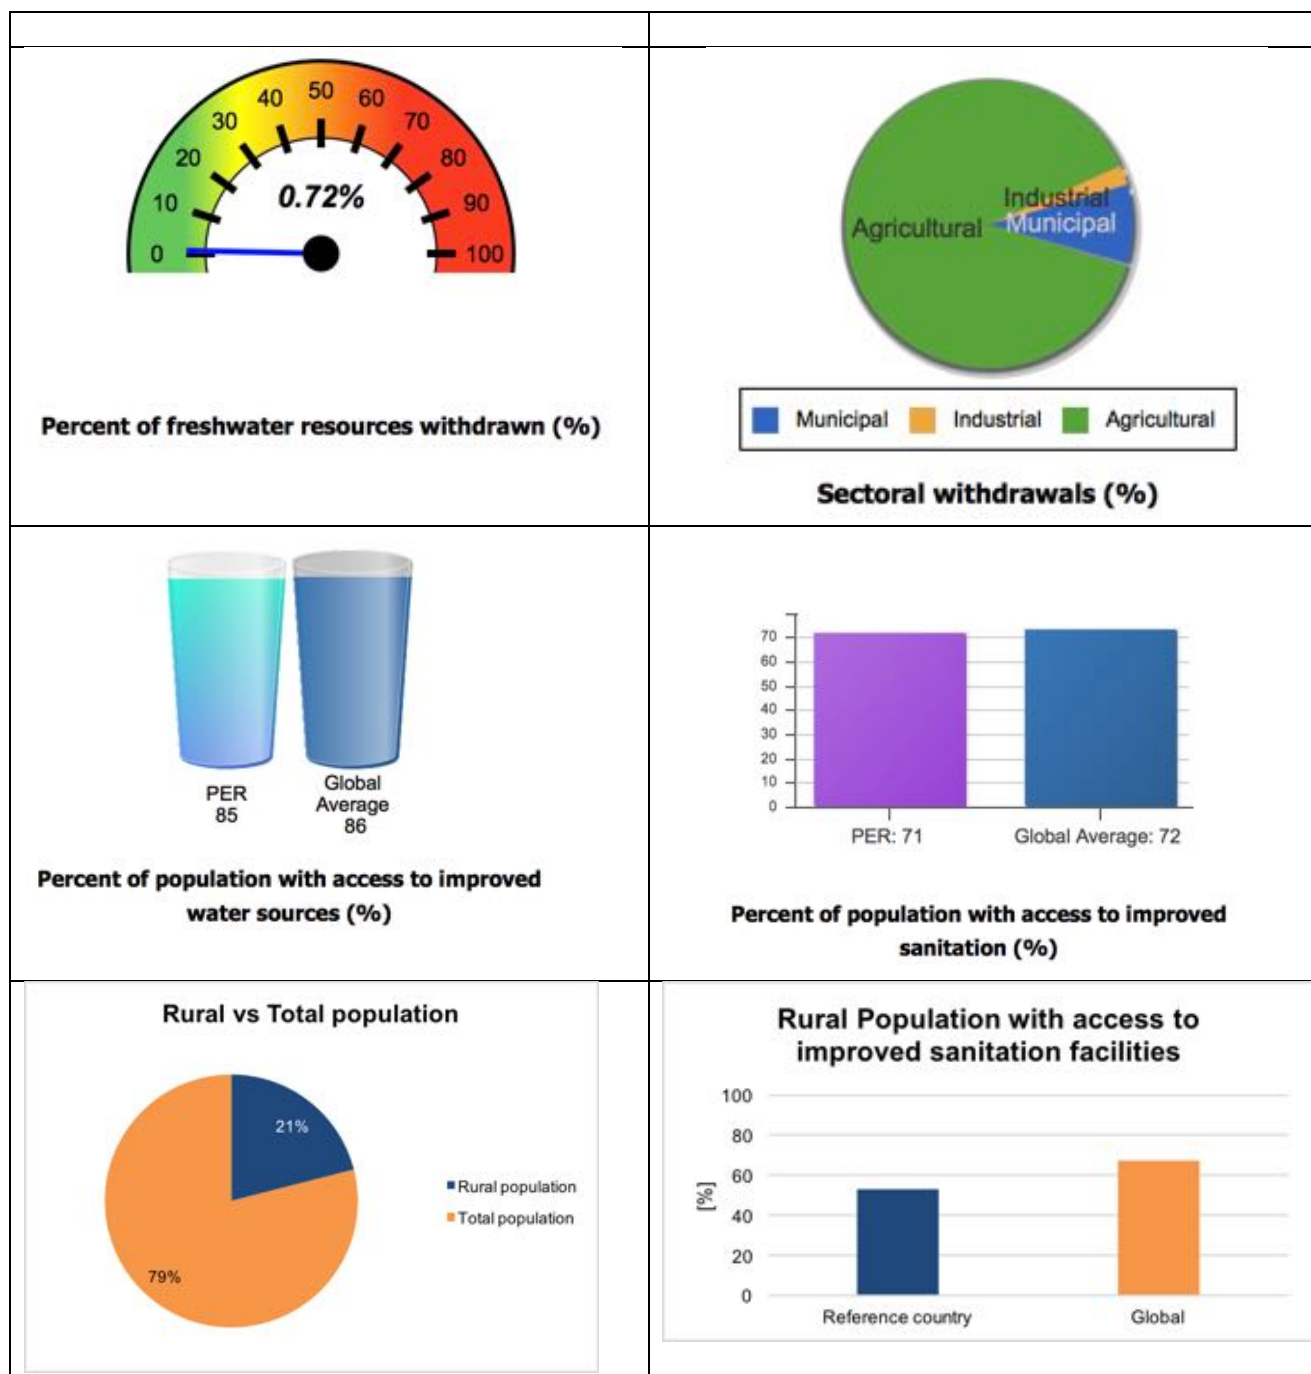 0
10
20
30
40
50
60
70
80
90
100
0.72%
Percent of freshwater resources withdrawn (%)
Agricultural
Industrial
Municipal
Municipal Industrial Agricultural
Sectoral withdrawals (%)
PER
85
Global
Average
86
Percent of population with access to improved
water sources (%)
70
60
50
40
30
20
10
0
PER: 71
Global Average: 72
Percent of population with access to improved
sanitation (%)
Rural vs Total population
21%
79%
Rural population
Total population
Rural Population with access to
improved sanitation facilities
[%]
100
80
60
40
20
0
Reference country
Global